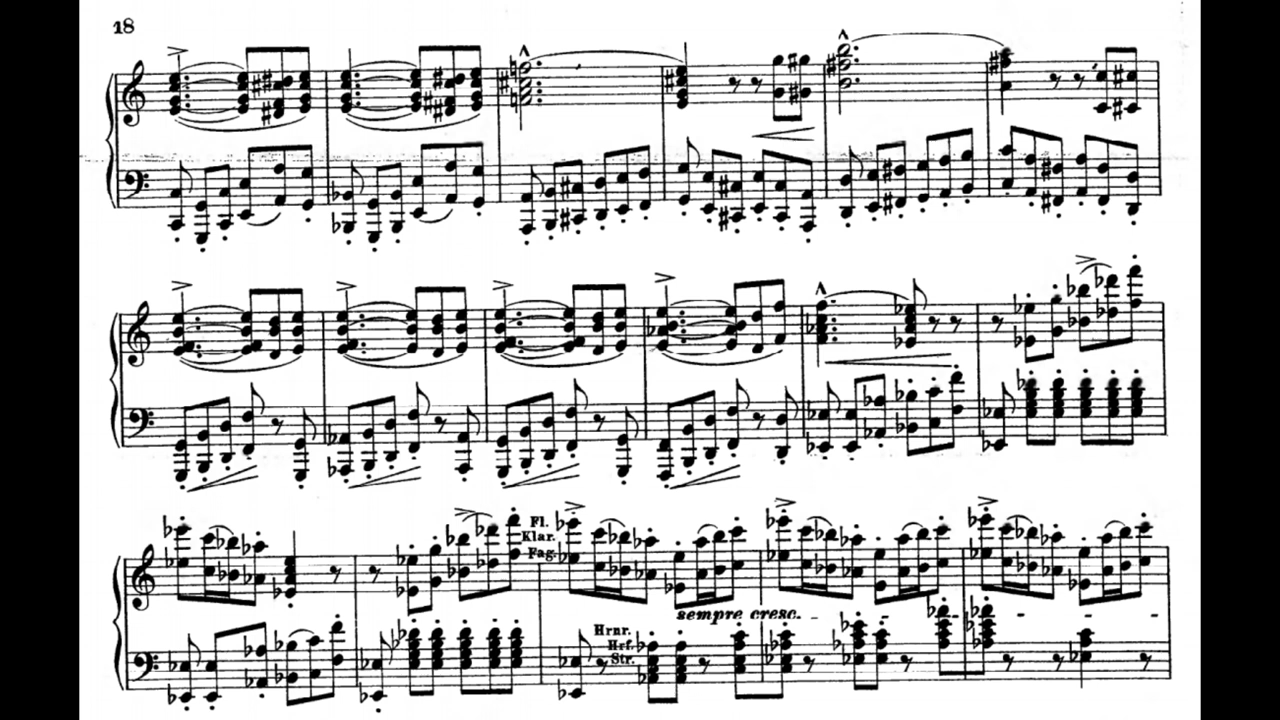 18
Fl.
Klar.
Fag.
sempre cresc.
Hrnr.
Hrf.
Str.